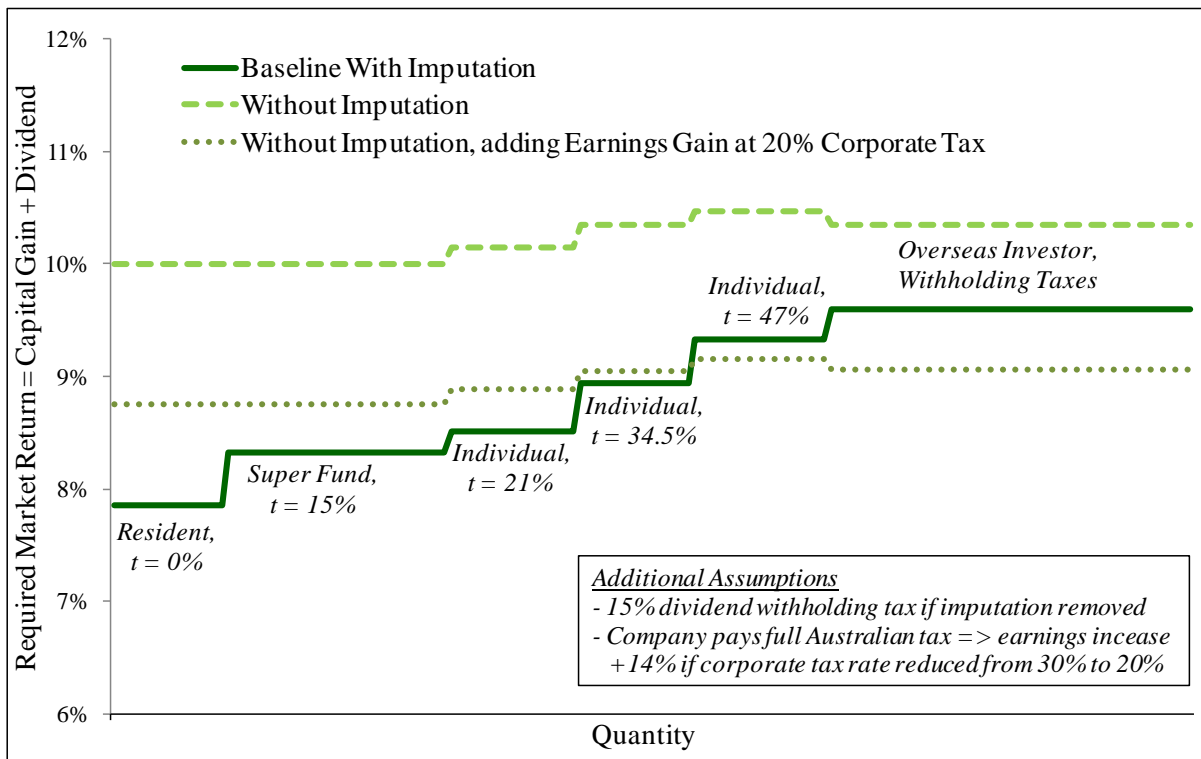 Required Market Return = Capital Gain + Dividend
12%
11%
10%
9%
8%
7%
6%
Baseline With Imputation
Without Imputation
Without Imputation, adding Earnings Gain at 20% Corporate Tax
Overseas Investor,
Withholding Taxes
Individual,
t = 47%
Individual,
t = 34.5%
Individual,
t = 21%
Super Fund,
t = 15%
Resident,
t = 0%
Additional Assumptions
- 15% dividend withholding tax if imputation removed
- Company pays full Australian tax => earnings increase
+14% if corporate tax rate reduced from 30% to 20%
Quantity